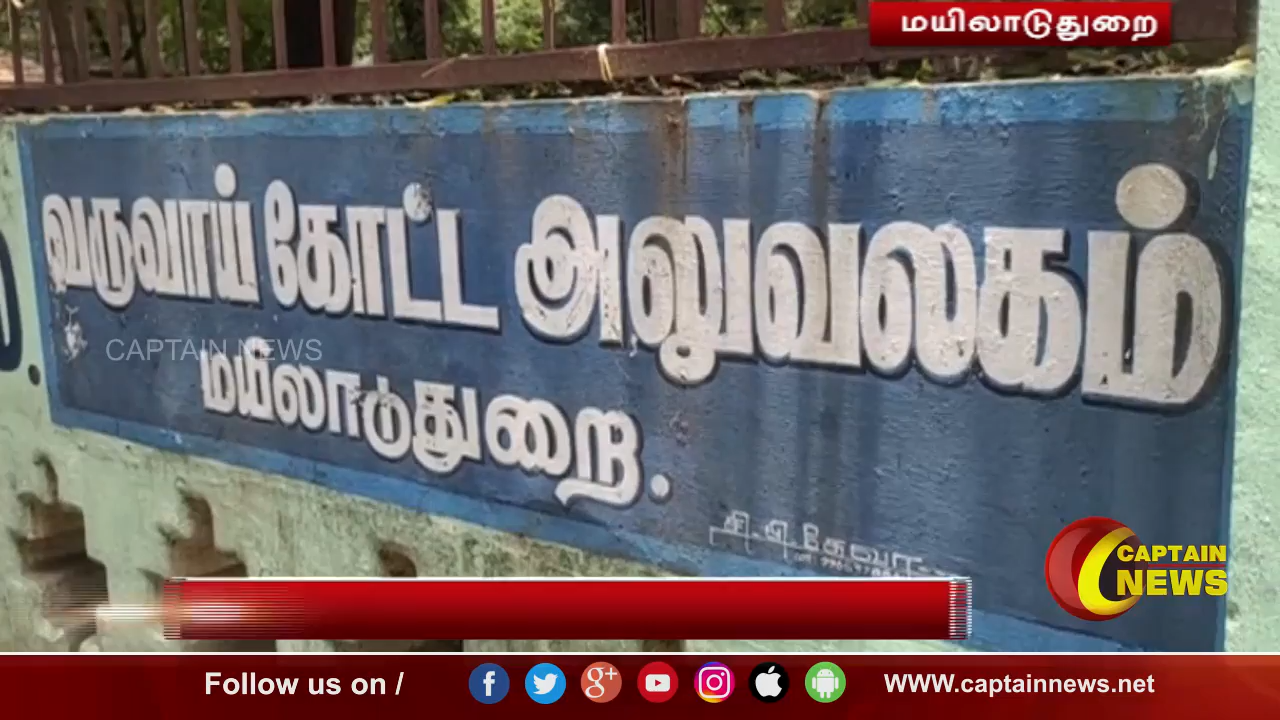 மயிலாடுதுறை
வருவாய் கோட்ட அலுவலகம்
CAPTAIN NEWS
மயிலாடுதுறை.
CAPTAIN
NEWS
Follow us on /
WWW.captainnews.net